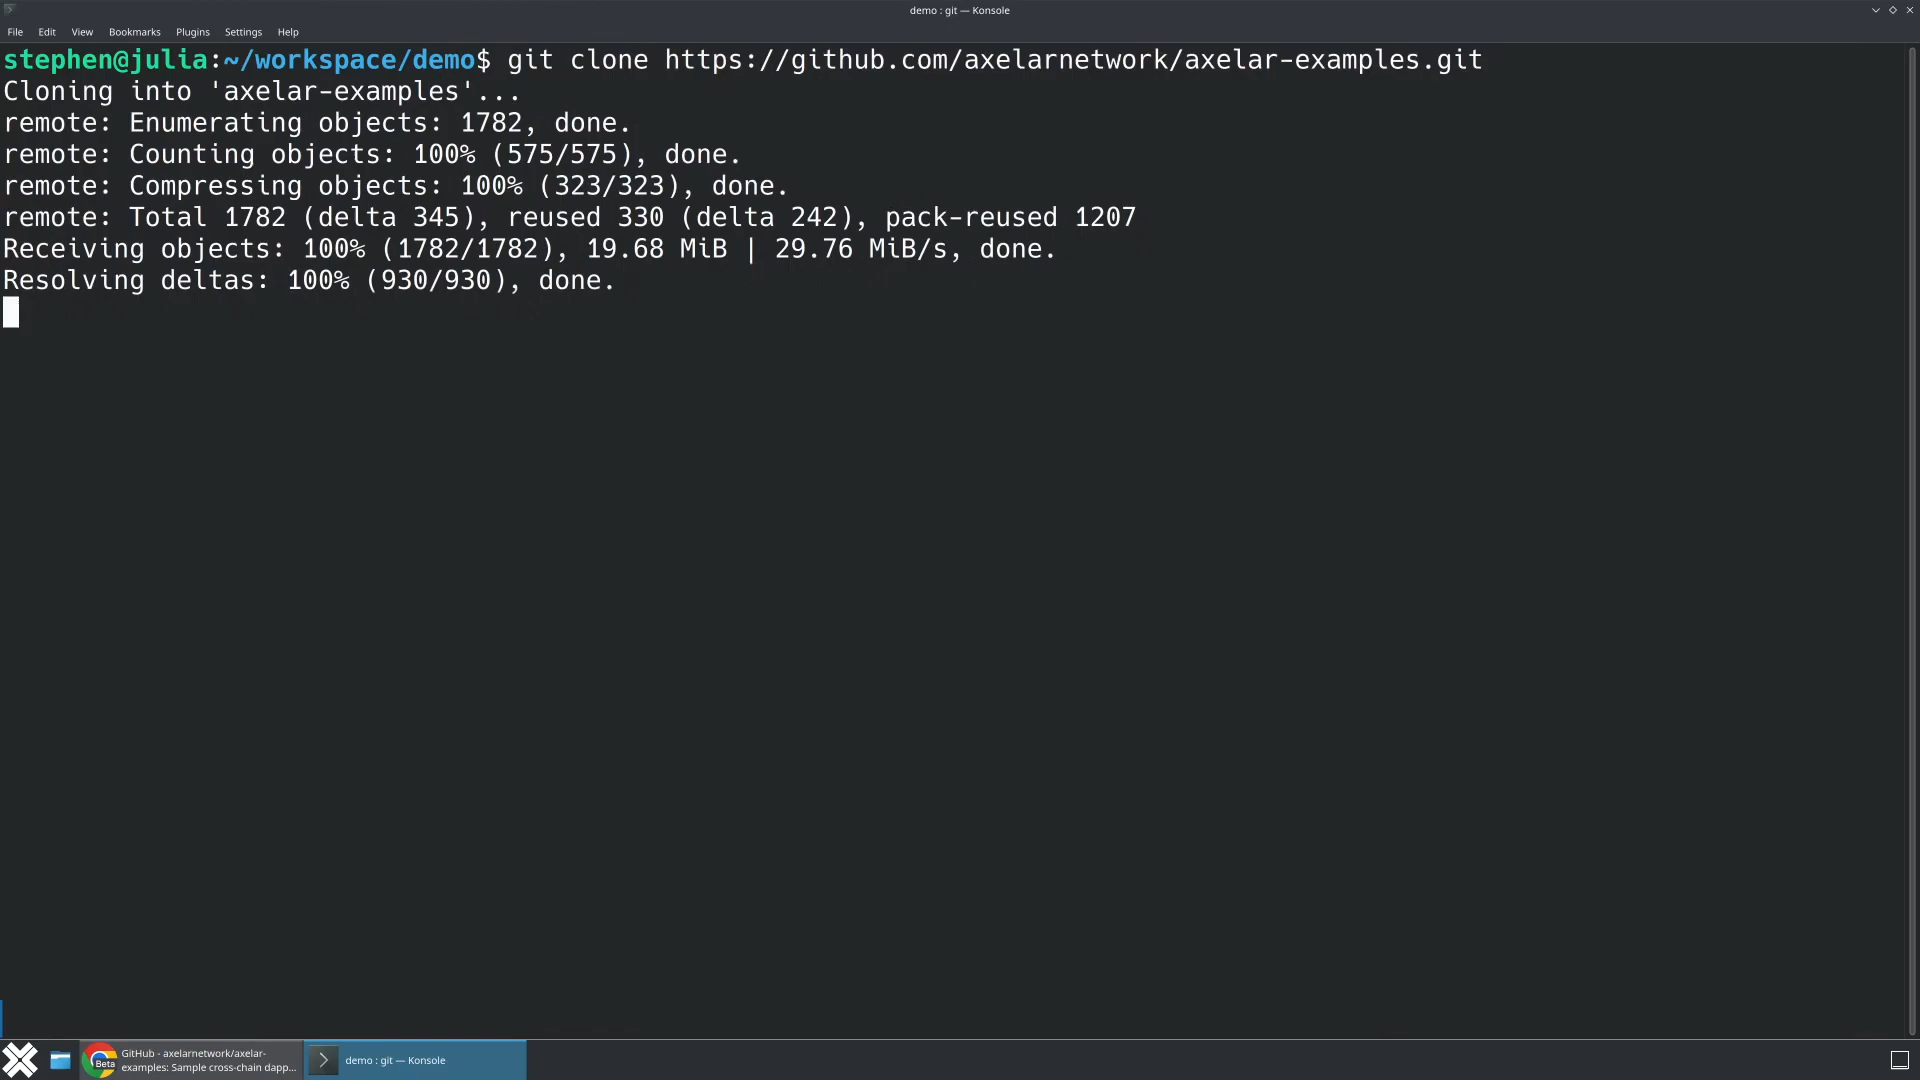 demo : git — Konsole
File Edit View Bookmarks Plugins Settings Help
stephen@julia:~/workspace/demo$ git clone https://github.com/axelarnetwork/axelar-examples.git
Cloning into 'axelar-examples'...
remote: Enumerating objects: 1782, done.
remote: Counting objects: 100% (575/575), done.
remote: Compressing objects: 100% (323/323), done.
remote: Total 1782 (delta 345), reused 330 (delta 242), pack-reused 1207
Receiving objects: 100% (1782/1782), 19.68 MiB | 29.76 MiB/s, done.
Resolving deltas: 100% (930/930), done.
Beta
GitHub - axelarnetwork/axelar-
examples: Sample cross-chain dapp...
demo : git — Konsole